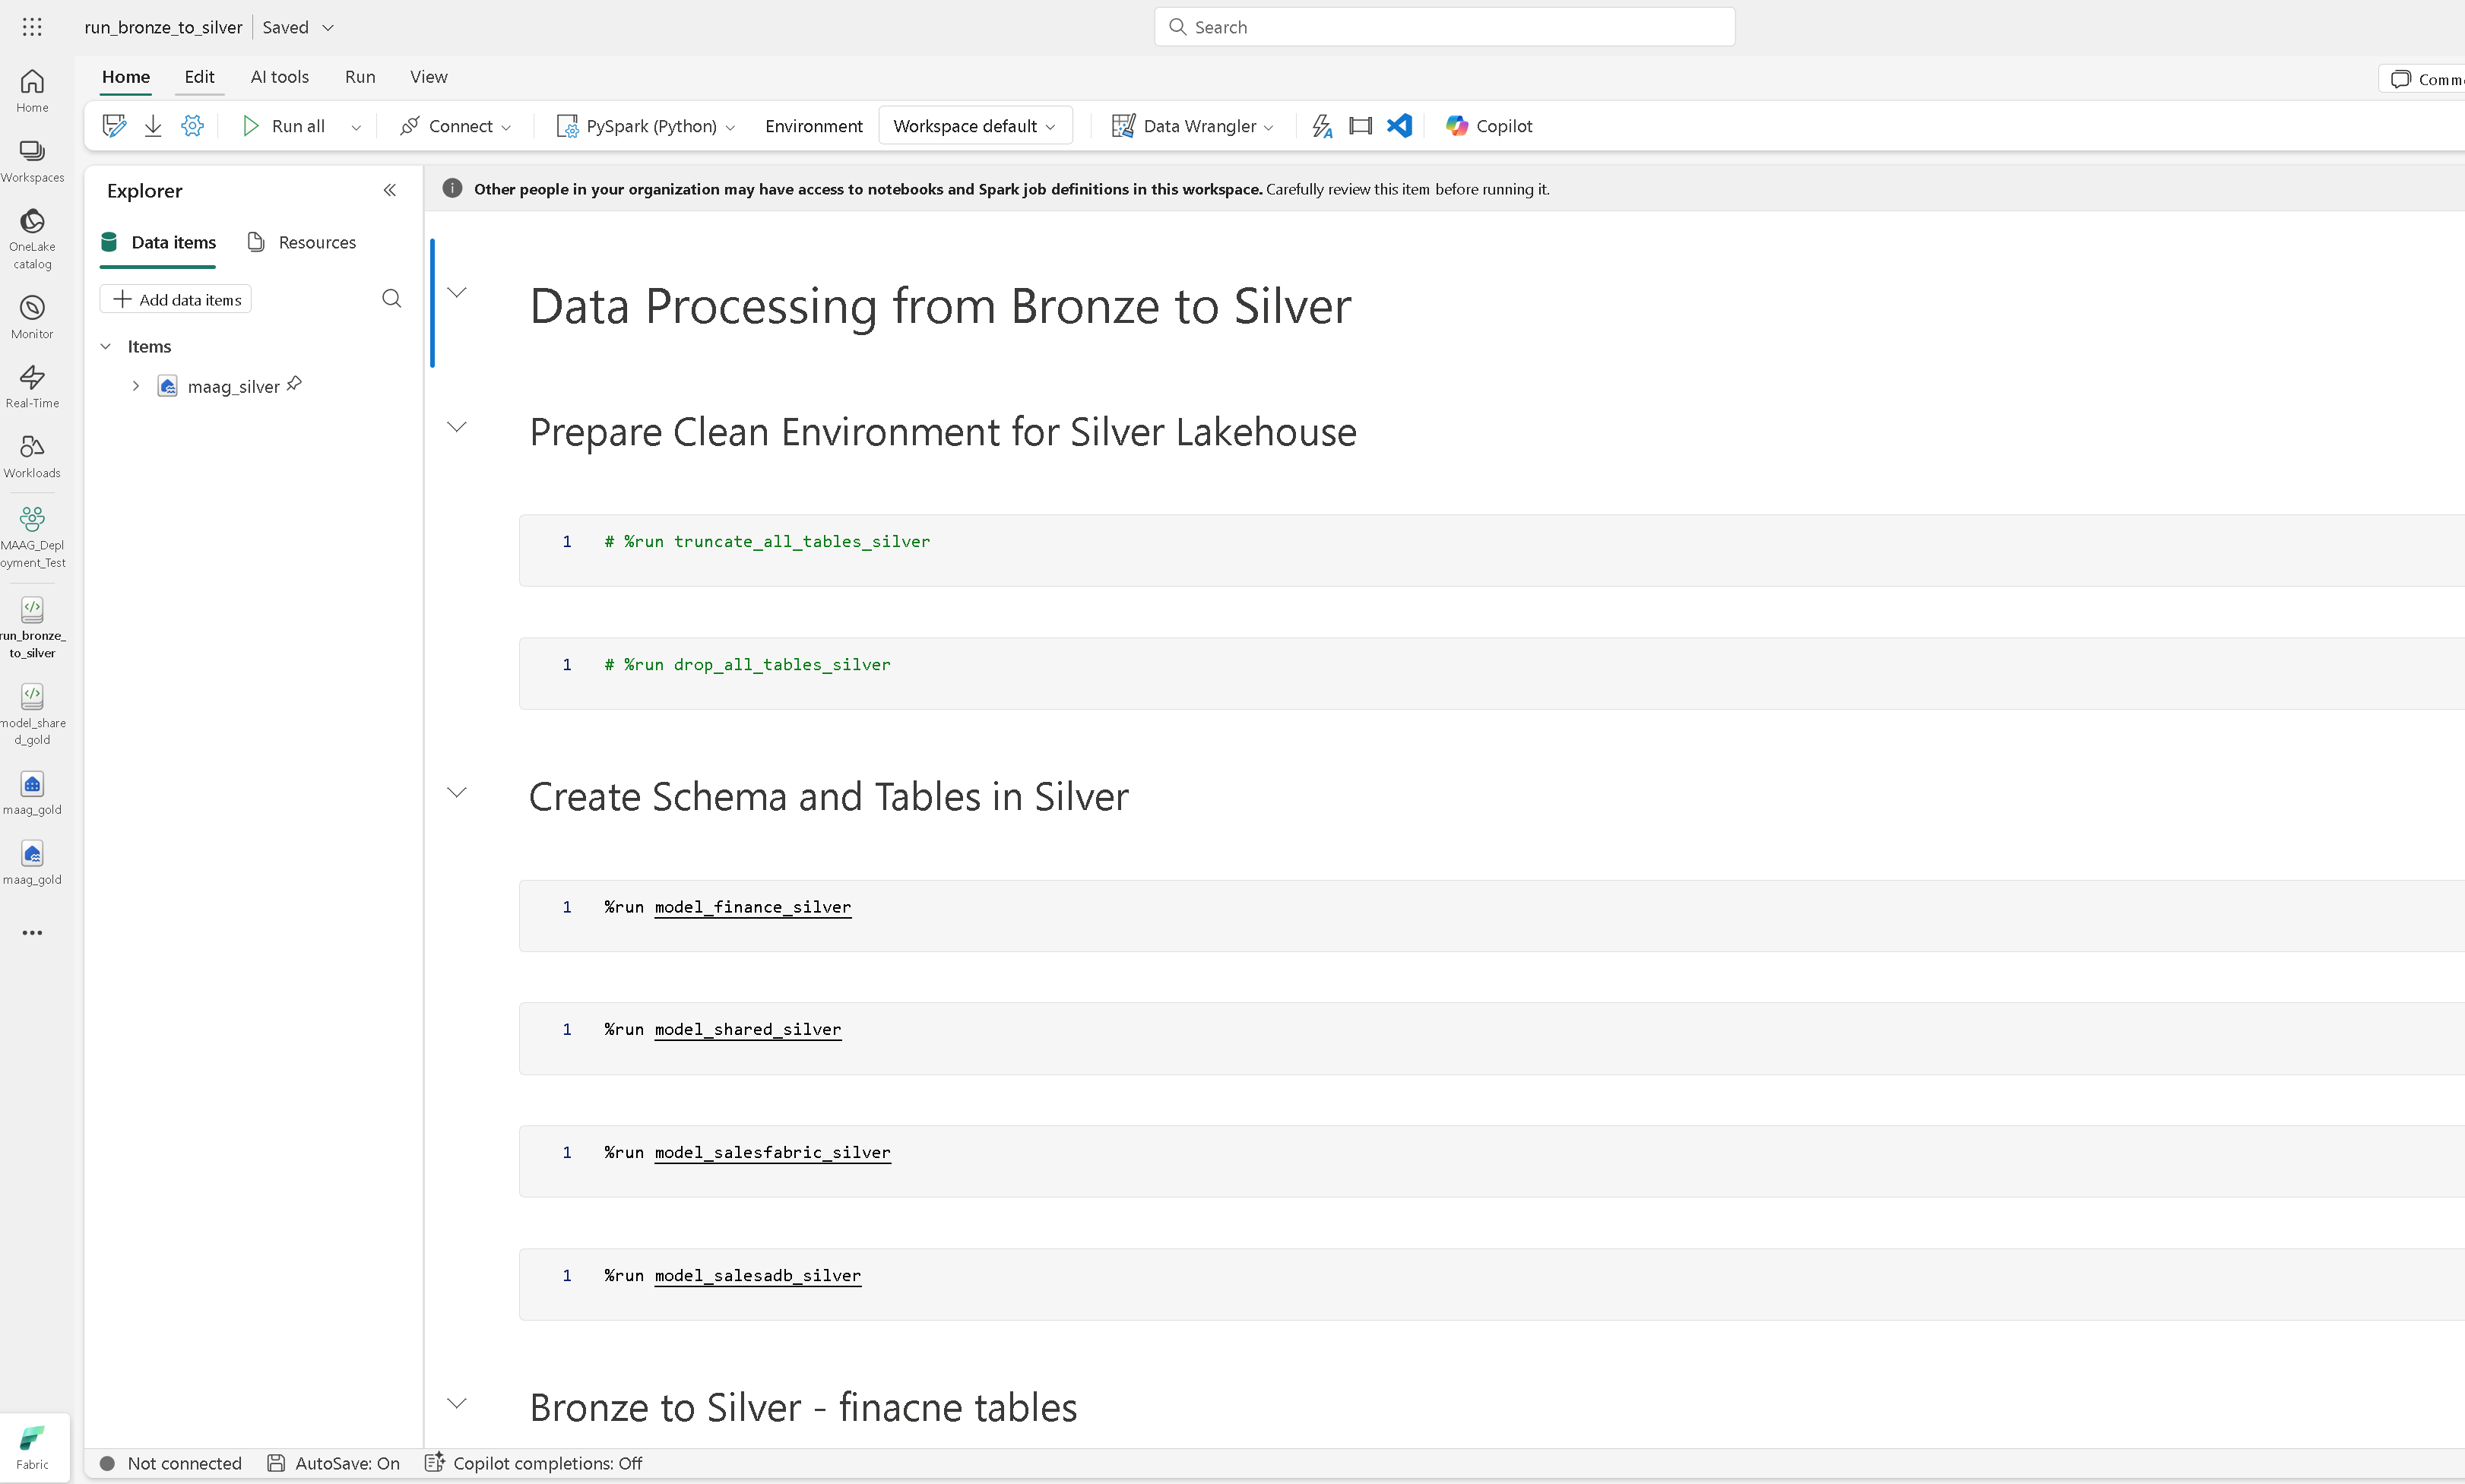 run_bronze_to_silver Saved
Search
Home Edit AI tools Run View
Run all Connect PySpark (Python) Environment Workspace default Data Wrangler Copilot
Home
Workspaces
OneLake
catalog
Monitor
Real-Time
Workloads
MAAG_Depl
oyment_Test
run_bronze_
to_silver
model_share
d_gold
maag_gold
maag_gold
Fabric
Explorer
Data items Resources
Add data items
Items
maag_silver
Other people in your organization may have access to notebooks and Spark job definitions in this workspace. Carefully review this item before running it.
Data Processing from Bronze to Silver
Prepare Clean Environment for Silver Lakehouse
1 # %run truncate_all_tables_silver
1 # %run drop_all_tables_silver
Create Schema and Tables in Silver
1 %run model_finance_silver
1 %run model_shared_silver
1 %run model_salesfabric_silver
1 %run model_salesadb_silver
Bronze to Silver - finacne tables
Not connected AutoSave: On Copilot completions: Off